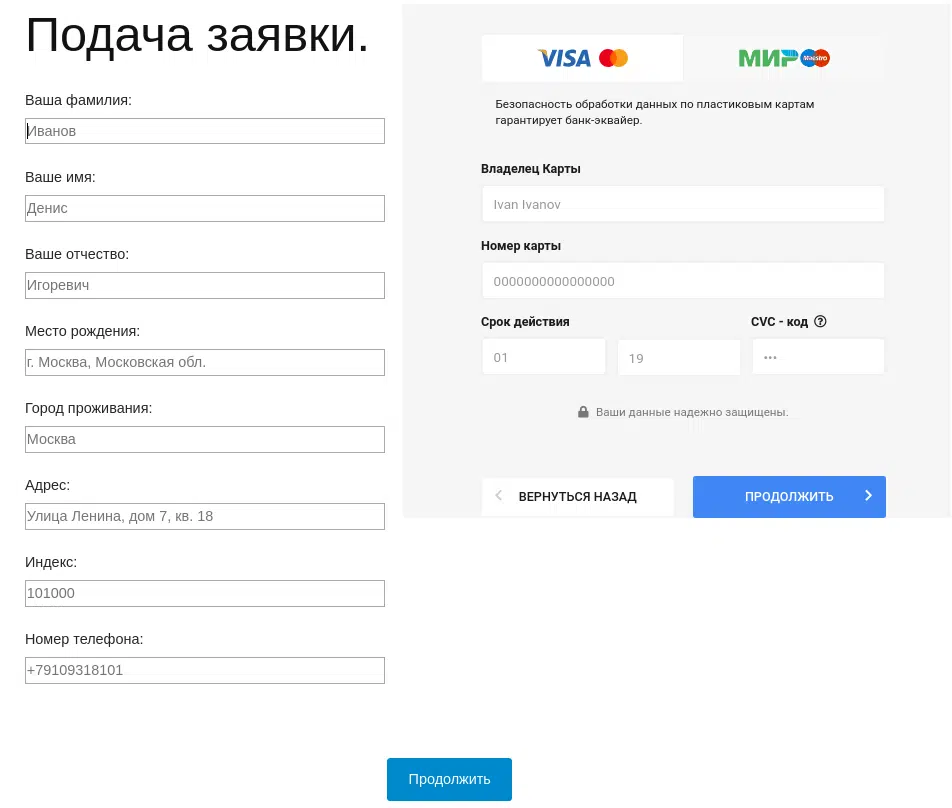 Подача заявки.
Ваша фамилия:
Иванов
Ваше имя:
Денис
Ваше отчество:
Игоревич
Место рождения:
г. Москва, Московская обл.
Город проживания:
Москва
Адрес:
Улица Ленина, дом 7, кв. 18
Индекс:
101000
Номер телефона:
+79109318101
VISA
МИР Maestro
Безопасность обработки данных по пластиковым картам
гарантирует банк-эквайер.
Владелец Карты
Ivan Ivanov
Номер карты
0000000000000000
Срок действия CVC - код ?
01 19 •••
Ваши данные надежно защищены.
ВЕРНУТЬСЯ НАЗАД ПРОДОЛЖИТЬ
Продолжить